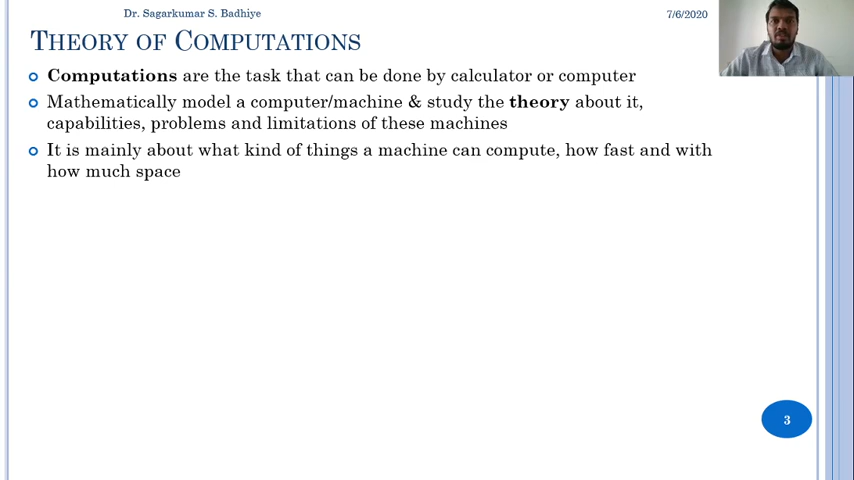 Dr. Sagarkumar S. Badhiye
7/6/2020
THEORY OF COMPUTATIONS
Computations are the task that can be done by calculator or computer
Mathematically model a computer/machine & study the theory about it,
capabilities, problems and limitations of these machines
It is mainly about what kind of things a machine can compute, how fast and with
how much space
3